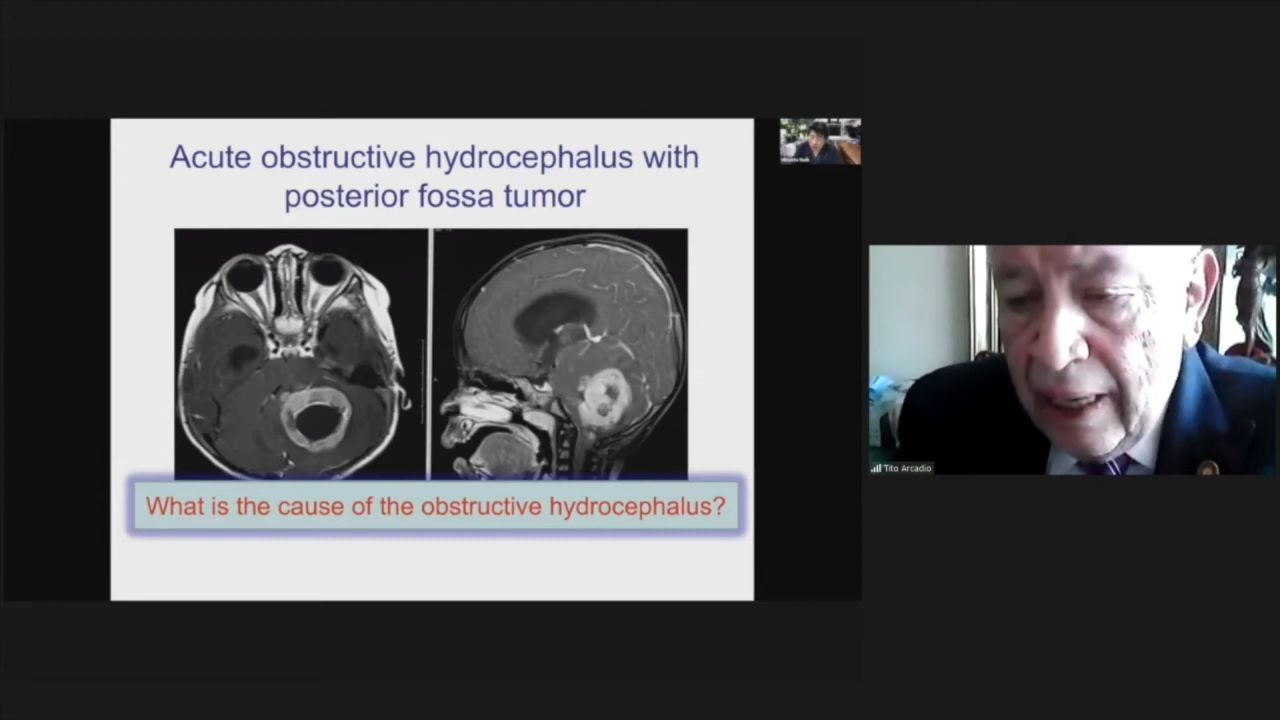 Acute obstructive hydrocephalus with
posterior fossa tumor
What is the cause of the obstructive hydrocephalus?
Tito Arcadio